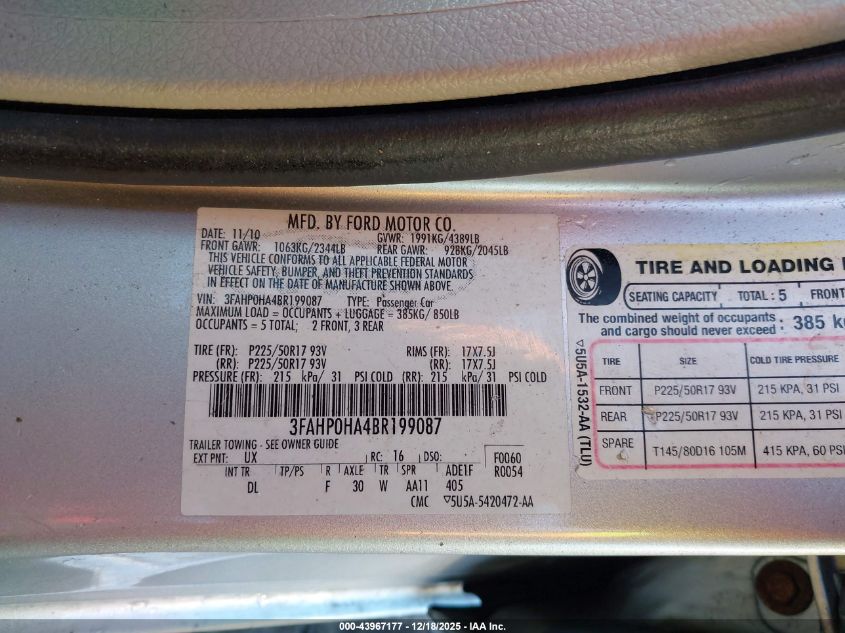 MFD. BY FORD MOTOR CO.
DATE: 11/10 GVWR: 1991KG/4389LB
FRONT GAWR: 1063KG/2344LB REAR GAWR: 928KG/2045LB
THIS VEHICLE CONFORMS TO ALL APPLICABLE FEDERAL MOTOR
VEHICLE SAFETY, BUMPER, AND THEFT PREVENTION STANDARDS
IN EFFECT ON THE DATE OF MANUFACTURE SHOWN ABOVE.
VIN: 3FAHP0HA4BR199087 TYPE: Passenger Car
MAXIMUM LOAD = OCCUPANTS + LUGGAGE = 385KG/ 850LB
OCCUPANTS = 5 TOTAL; 2 FRONT, 3 REAR
TIRE (FR): P225/50R17 93V RIMS (FR): 17X7.5J
(RR): P225/50R17 93V (RR): 17X7.5J
PRESSURE (FR): 215 kPa/ 31 PSI COLD (RR): 215 kPa/ 31 PSI COLD
3FAHP0HA4BR199087
TRAILER TOWING - SEE OWNER GUIDE
EXT PNT: UX RC: 16 DSO: F0060
R0054
INT TR TP/PS R AXLE TR SPR ADE1F
DL F 30 W AA11 405
CMC ▽5U5A-5420472-AA
TIRE AND LOADING
SEATING CAPACITY TOTAL: 5 FRONT
The combined weight of occupants
and cargo should never exceed: 385 k
TIRE SIZE COLD TIRE PRESSURE
FRONT P225/50R17 93V 215 KPA, 31 PSI
REAR P225/50R17 93V 215 KPA, 31 PSI
SPARE T145/80D16 105M 415 KPA, 60 PSI
▽5U5A-1532-AA (TLU)
000-43967177 - 12/18/2025 - IAA Inc.